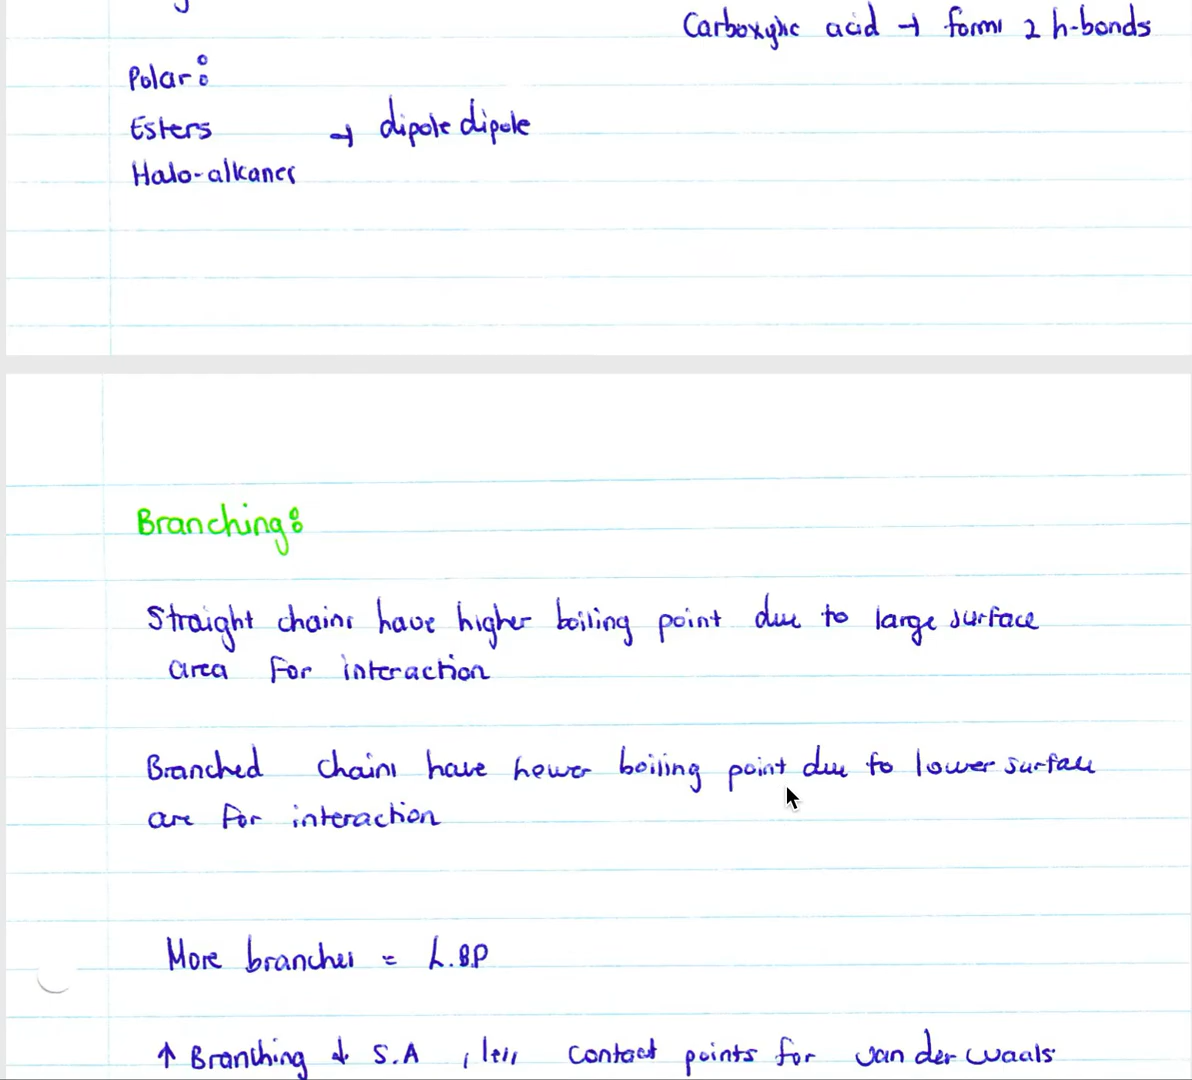 Carboxylic acid → forms 2 h-bonds
Polar:
Esters → dipole dipole
Halo-alkanes
Branching:
Straight chains have higher boiling point due to large surface
area for interaction
Branched chains have lower boiling point due to lower surface
are for interaction
More branches = L.B.P
↑ Branching ↓ S.A , less contact points for van der waals